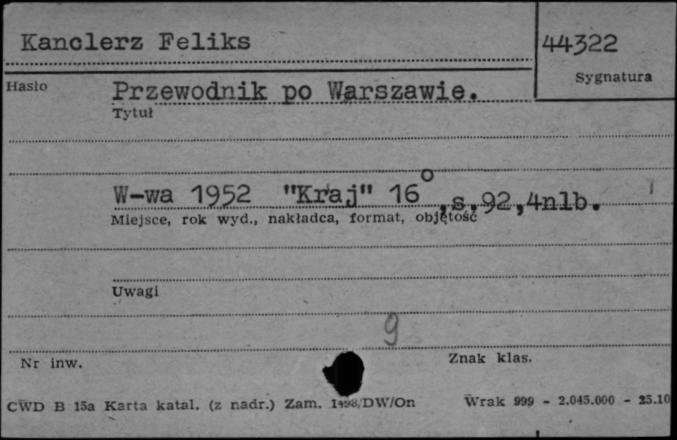 Kanclerz Feliks
44322
Sygnatura
Hasło
Przewodnik po Warszawie.
Tytuł
W-wa 1952 "Kraj" 16°, s.92,4nlb.
Miejsce, rok wyd., nakładca, format, objętość
Uwagi
9
Nr inw.
Znak klas.
CWD B 15a Karta katal. (z nadr.) Zam. /DW/On
Wrak 999 - 2.045.000 - 25.10